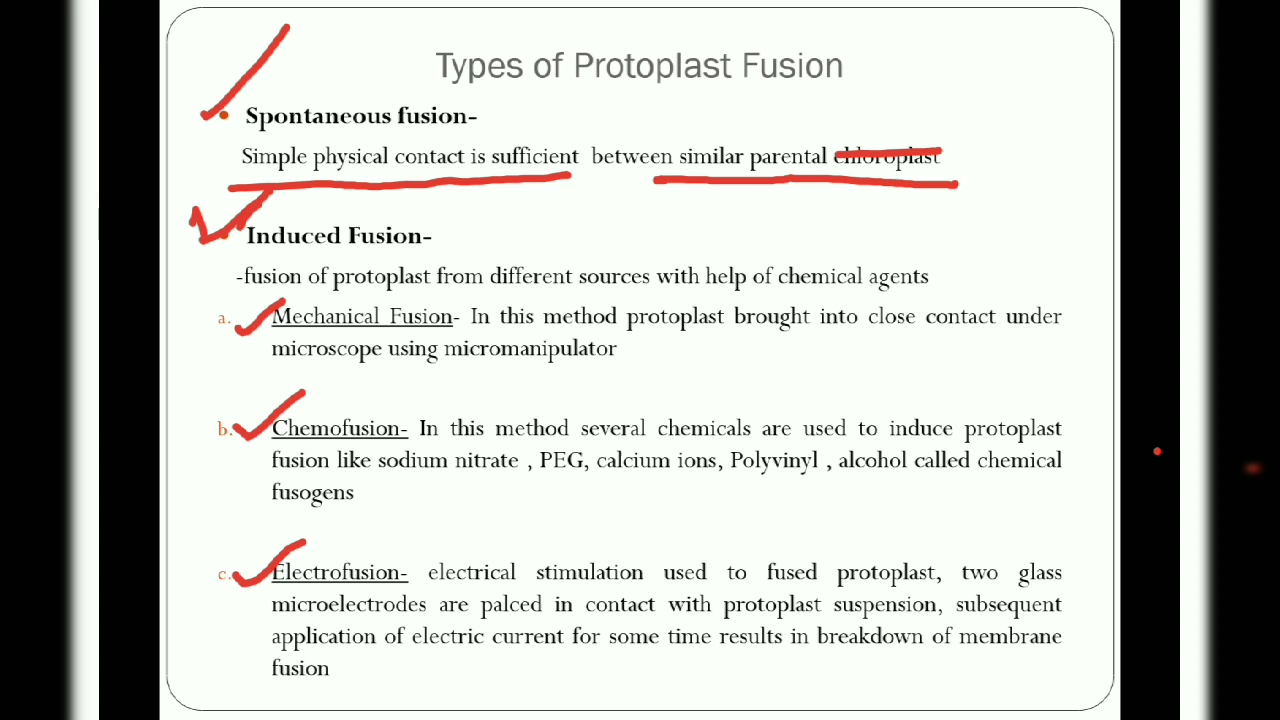 Types of Protoplast Fusion
• Spontaneous fusion-
Simple physical contact is sufficient between similar parental chloroplast
• Induced Fusion-
-fusion of protoplast from different sources with help of chemical agents
a. Mechanical Fusion- In this method protoplast brought into close contact under
microscope using micromanipulator
b. Chemofusion- In this method several chemicals are used to induce protoplast
fusion like sodium nitrate , PEG, calcium ions, Polyvinyl , alcohol called chemical
fusogens
c. Electrofusion- electrical stimulation used to fused protoplast, two glass
microelectrodes are palced in contact with protoplast suspension, subsequent
application of electric current for some time results in breakdown of membrane
fusion